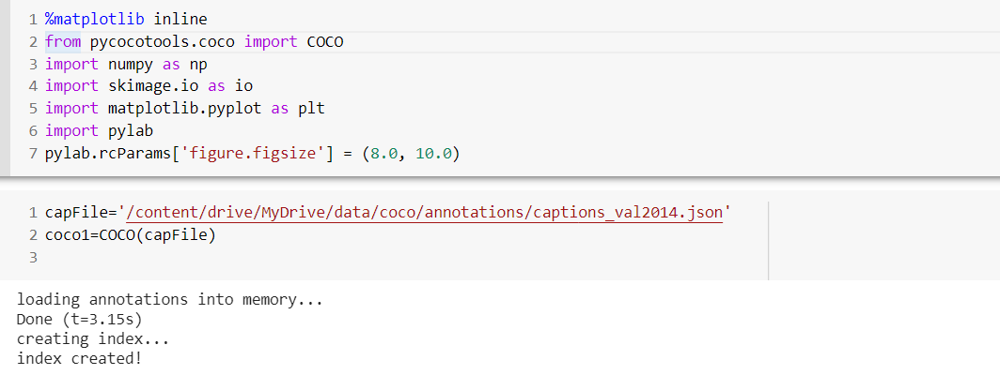 1 %matplotlib inline
2 from pycocotools.coco import COCO
3 import numpy as np
4 import skimage.io as io
5 import matplotlib.pyplot as plt
6 import pylab
7 pylab.rcParams['figure.figsize'] = (8.0, 10.0)
1 capFile='/content/drive/MyDrive/data/coco/annotations/captions_val2014.json'
2 coco1=COCO(capFile)
3
loading annotations into memory...
Done (t=3.15s)
creating index...
index created!